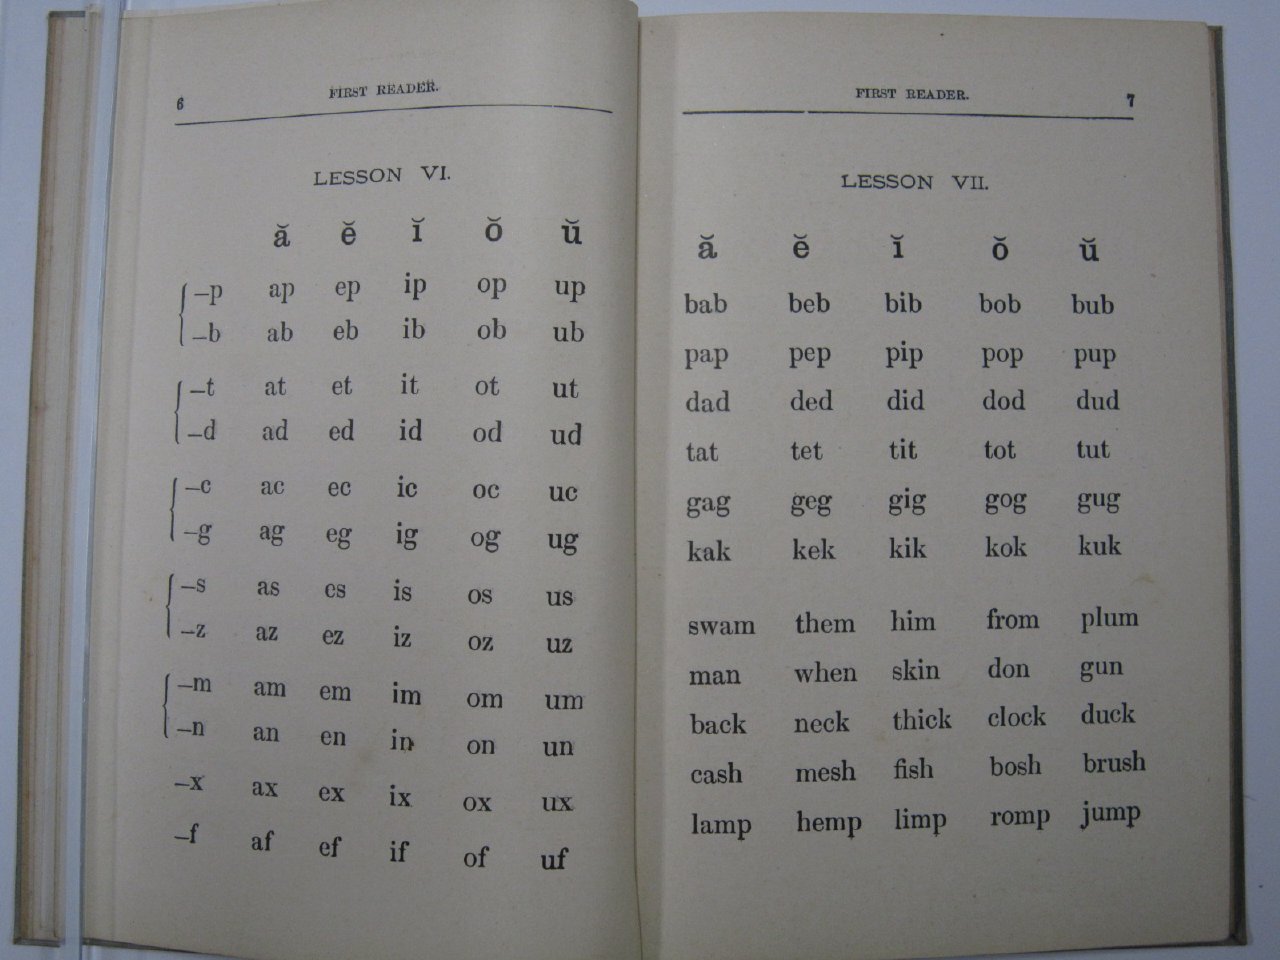 6 FIRST READER.
LESSON VI.
ă ĕ ĭ ŏ ŭ
–p ap ep ip op up
–b ab eb ib ob ub
–t at et it ot ut
–d ad ed id od ud
–c ac ec ic oc uc
–g ag eg ig og ug
–s as es is os us
–z az ez iz oz uz
–m am em im om um
–n an en in on un
–x ax ex ix ox ux
–f af ef if of uf
FIRST READER. 7
LESSON VII.
ă ĕ ĭ ŏ ŭ
bab beb bib bob bub
pap pep pip pop pup
dad ded did dod dud
tat tet tit tot tut
gag geg gig gog gug
kak kek kik kok kuk
swam them him from plum
man when skin don gun
back neck thick clock duck
cash mesh fish bosh brush
lamp hemp limp romp jump